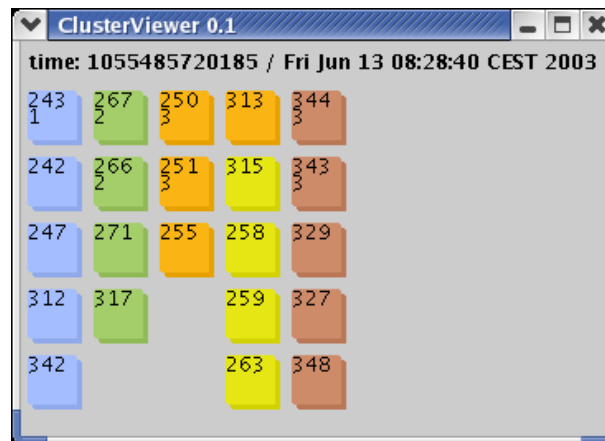 ClusterViewer 0.1
time: 1055485720185 / Fri Jun 13 08:28:40 CEST 2003
243 267 250 313 344
1 2 3 3
242 266 251 315 343
2 3 3
247 271 255 258 329
312 317 259 327
342 263 348